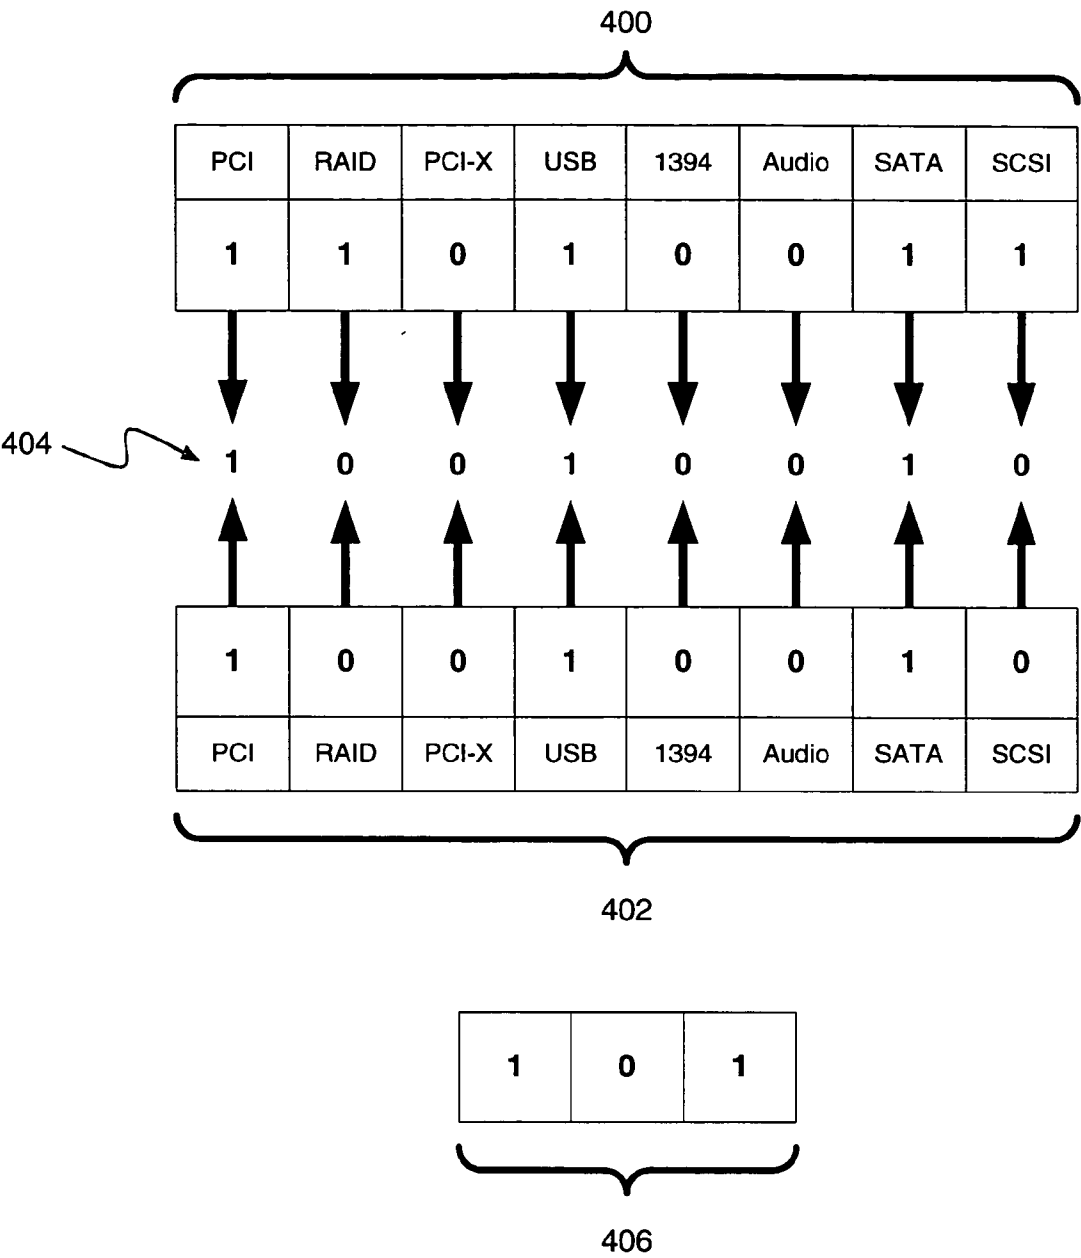 400
PCI RAID PCI-X USB 1394 Audio SATA SCSI
1 1 0 1 0 0 1 1
404
1 0 0 1 0 0 1 0
1 0 0 1 0 0 1 0
PCI RAID PCI-X USB 1394 Audio SATA SCSI
402
1 0 1
406